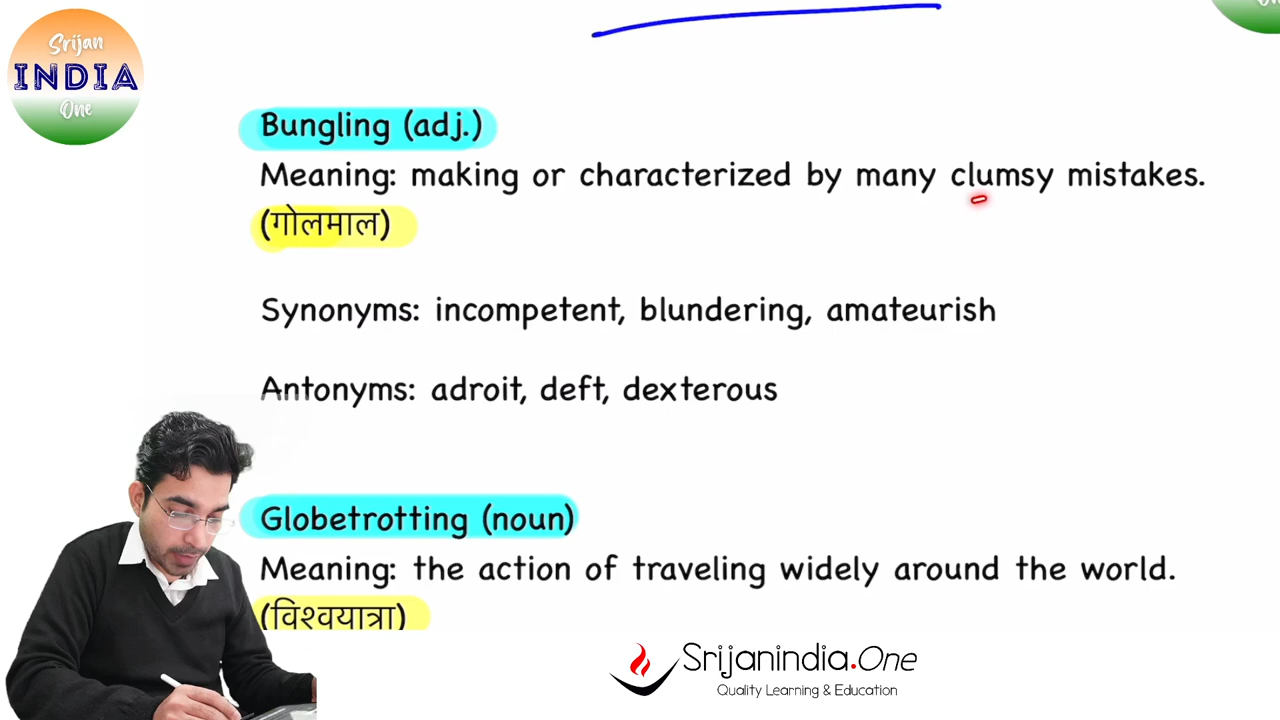 Srijan
INDIA
One
Bungling (adj.)
Meaning: making or characterized by many clumsy mistakes.
(गोलमाल)
Synonyms: incompetent, blundering, amateurish
Antonyms: adroit, deft, dexterous
Globetrotting (noun)
Meaning: the action of traveling widely around the world.
(विश्वयात्रा)
Srijanindia.One
Quality Learning & Education